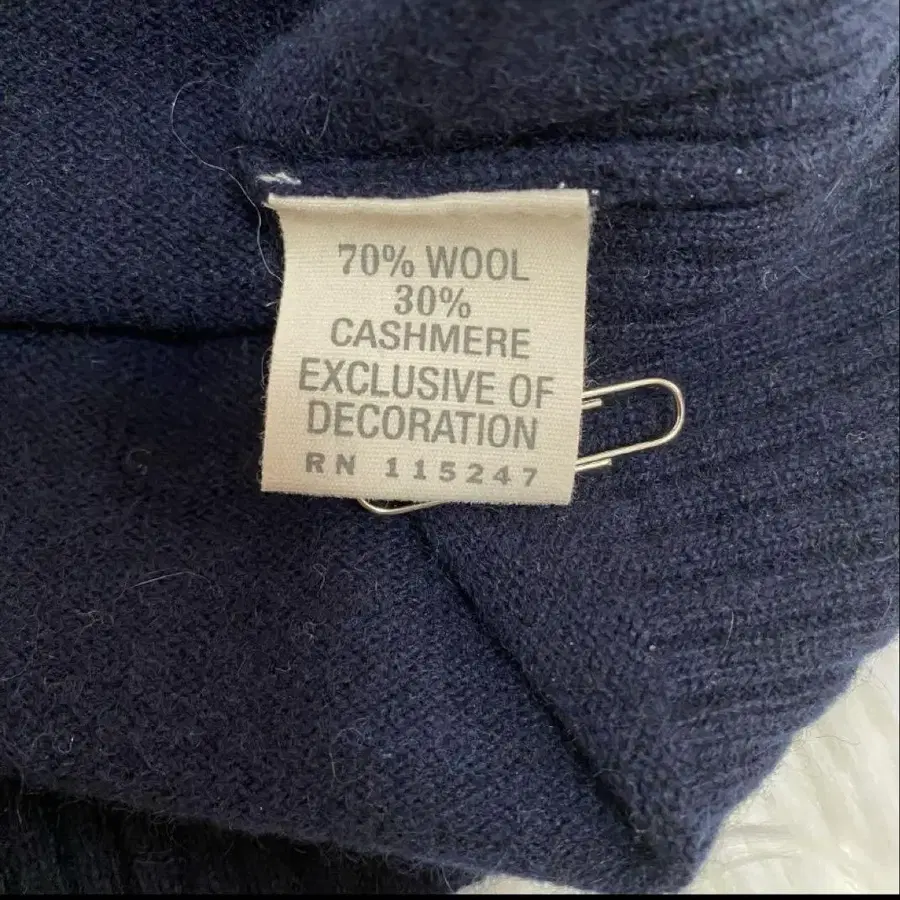 70% WOOL
30%
CASHMERE
EXCLUSIVE OF
DECORATION
RN 115247